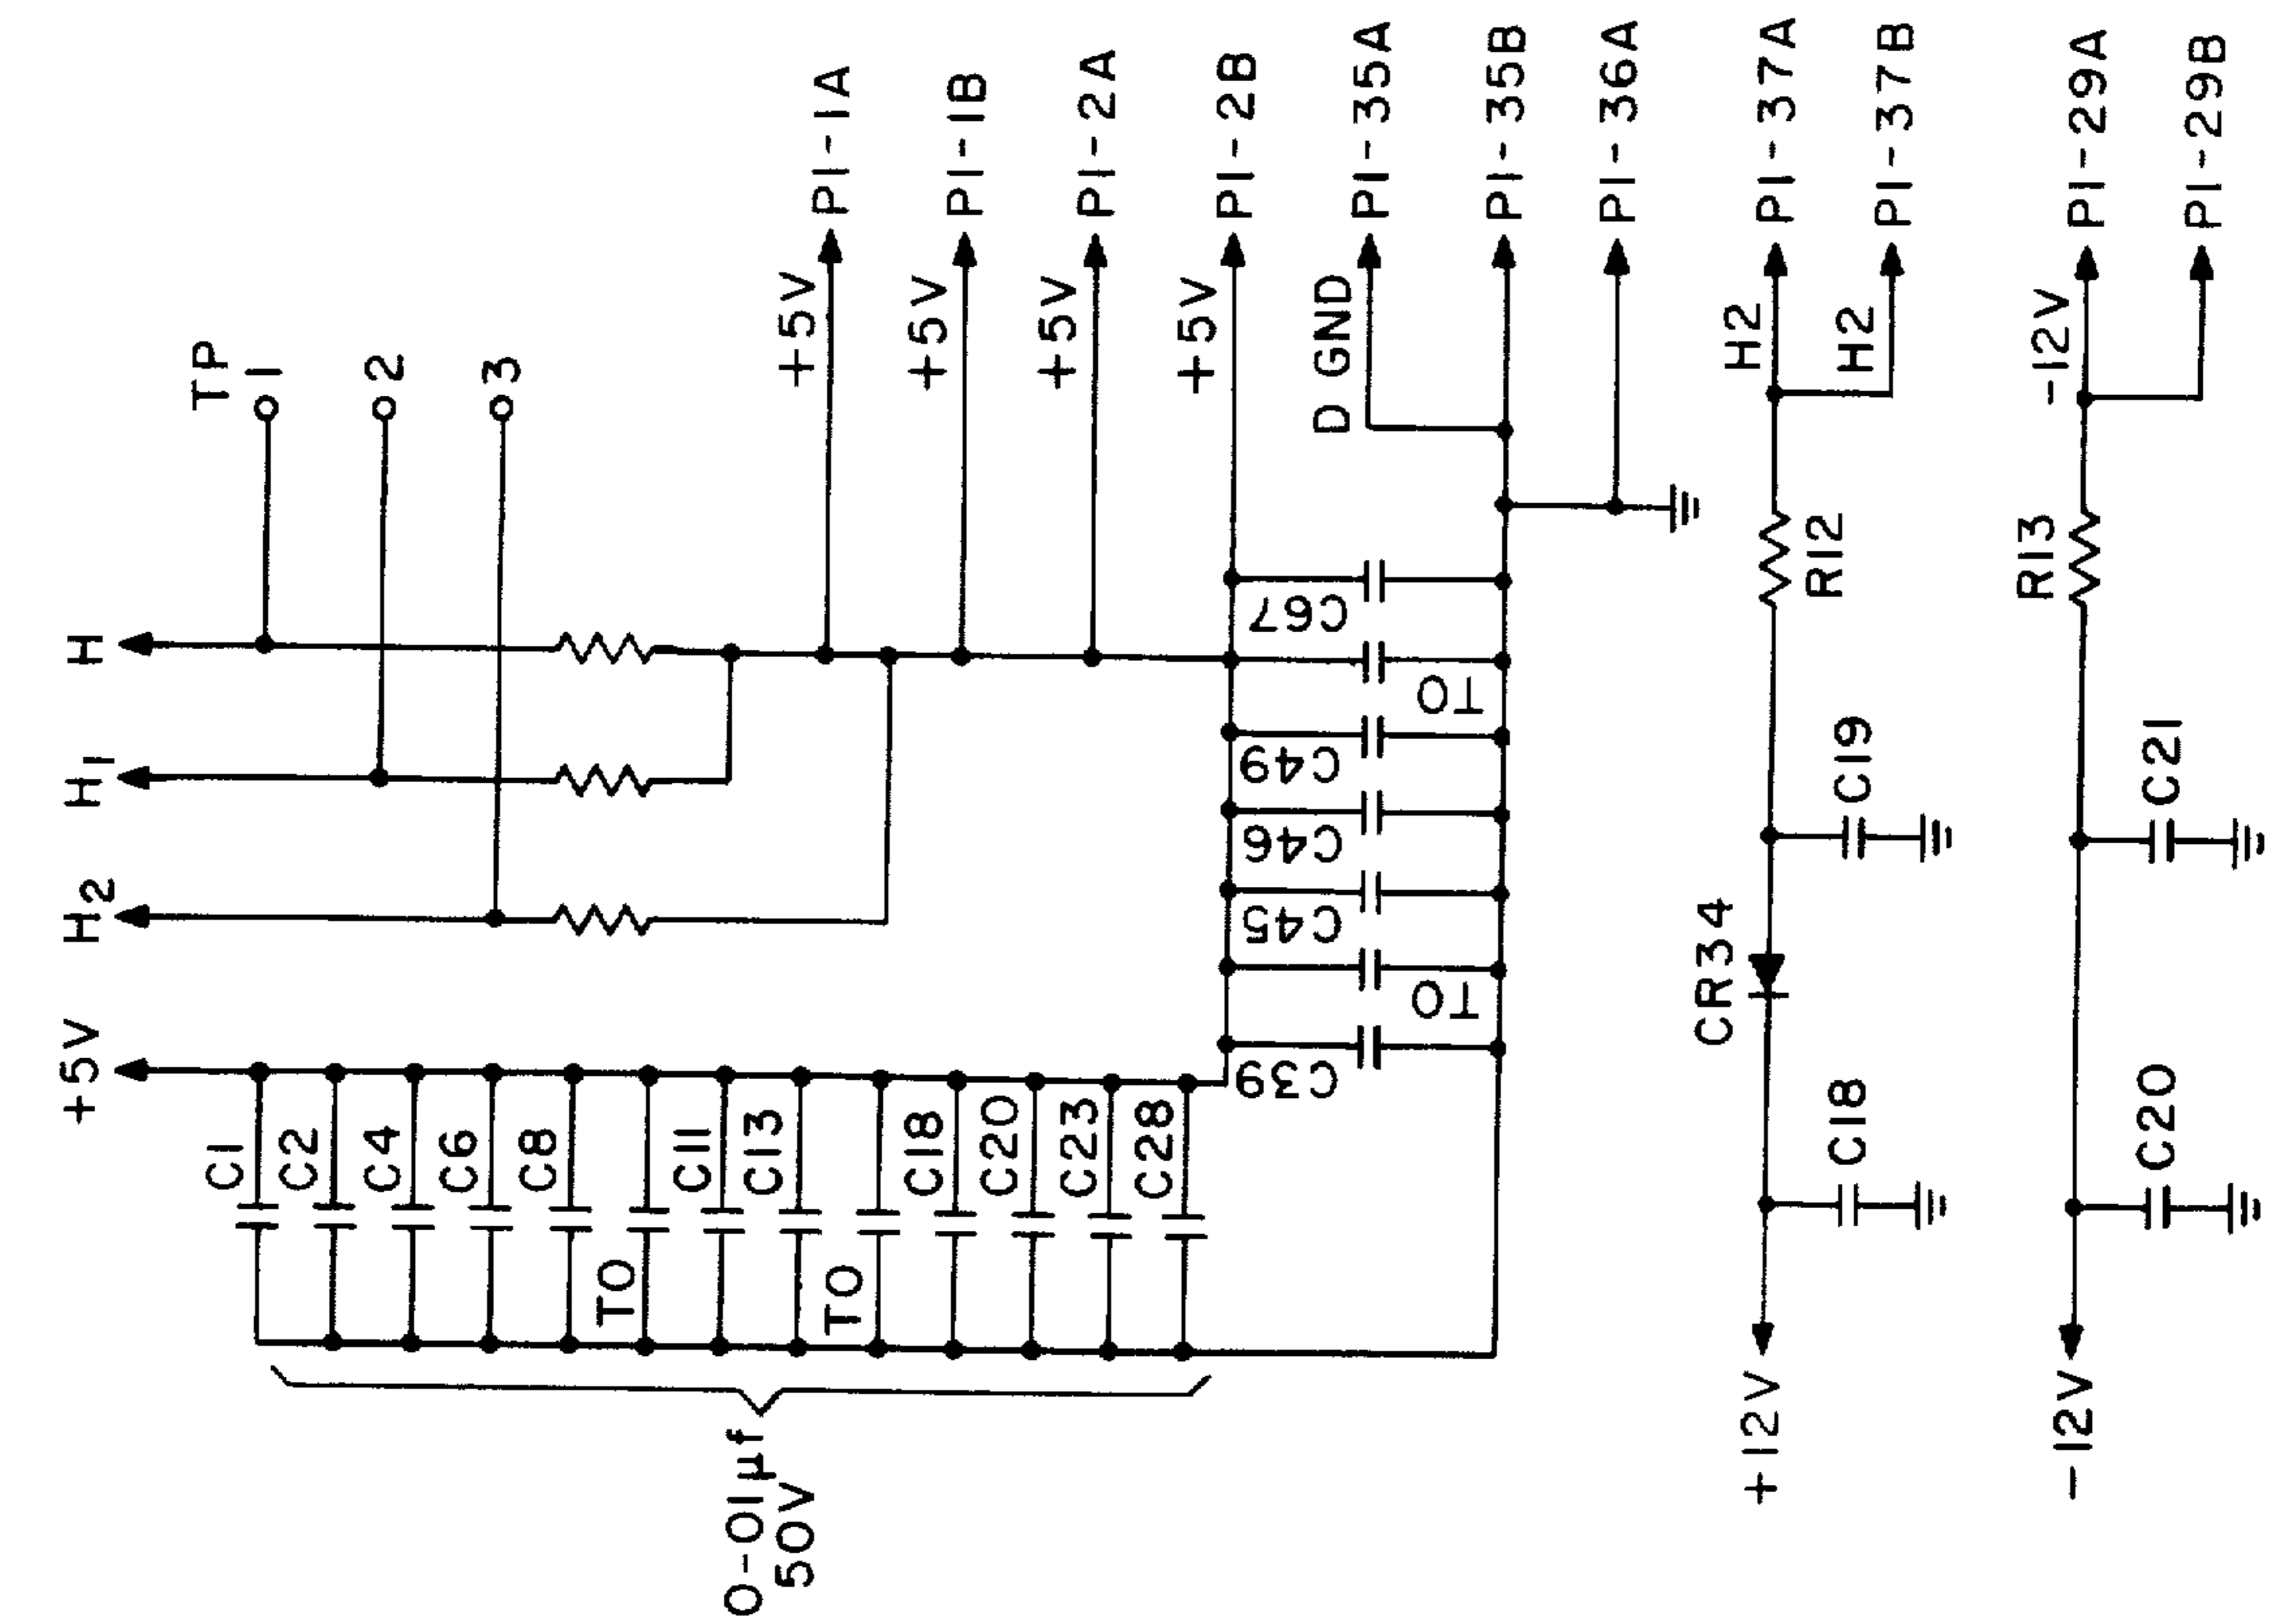 +5V
H2
H1
H
TP
1
2
3
C1
C2
C4
C6
C8
TO
C11
C13
TO
C18
C20
C23
C28
0-01µf
50V
+5V
P1-1A
+5V
P1-1B
+5V
P1-2A
+5V
P1-2B
C39
TO
C45
C46
C49
TO
C67
D GND
P1-35A
P1-35B
P1-36A
+12V
C18
CR34
C19
R12
H2
P1-37A
H2
P1-37B
-12V
C20
C21
R13
-12V
P1-29A
P1-29B